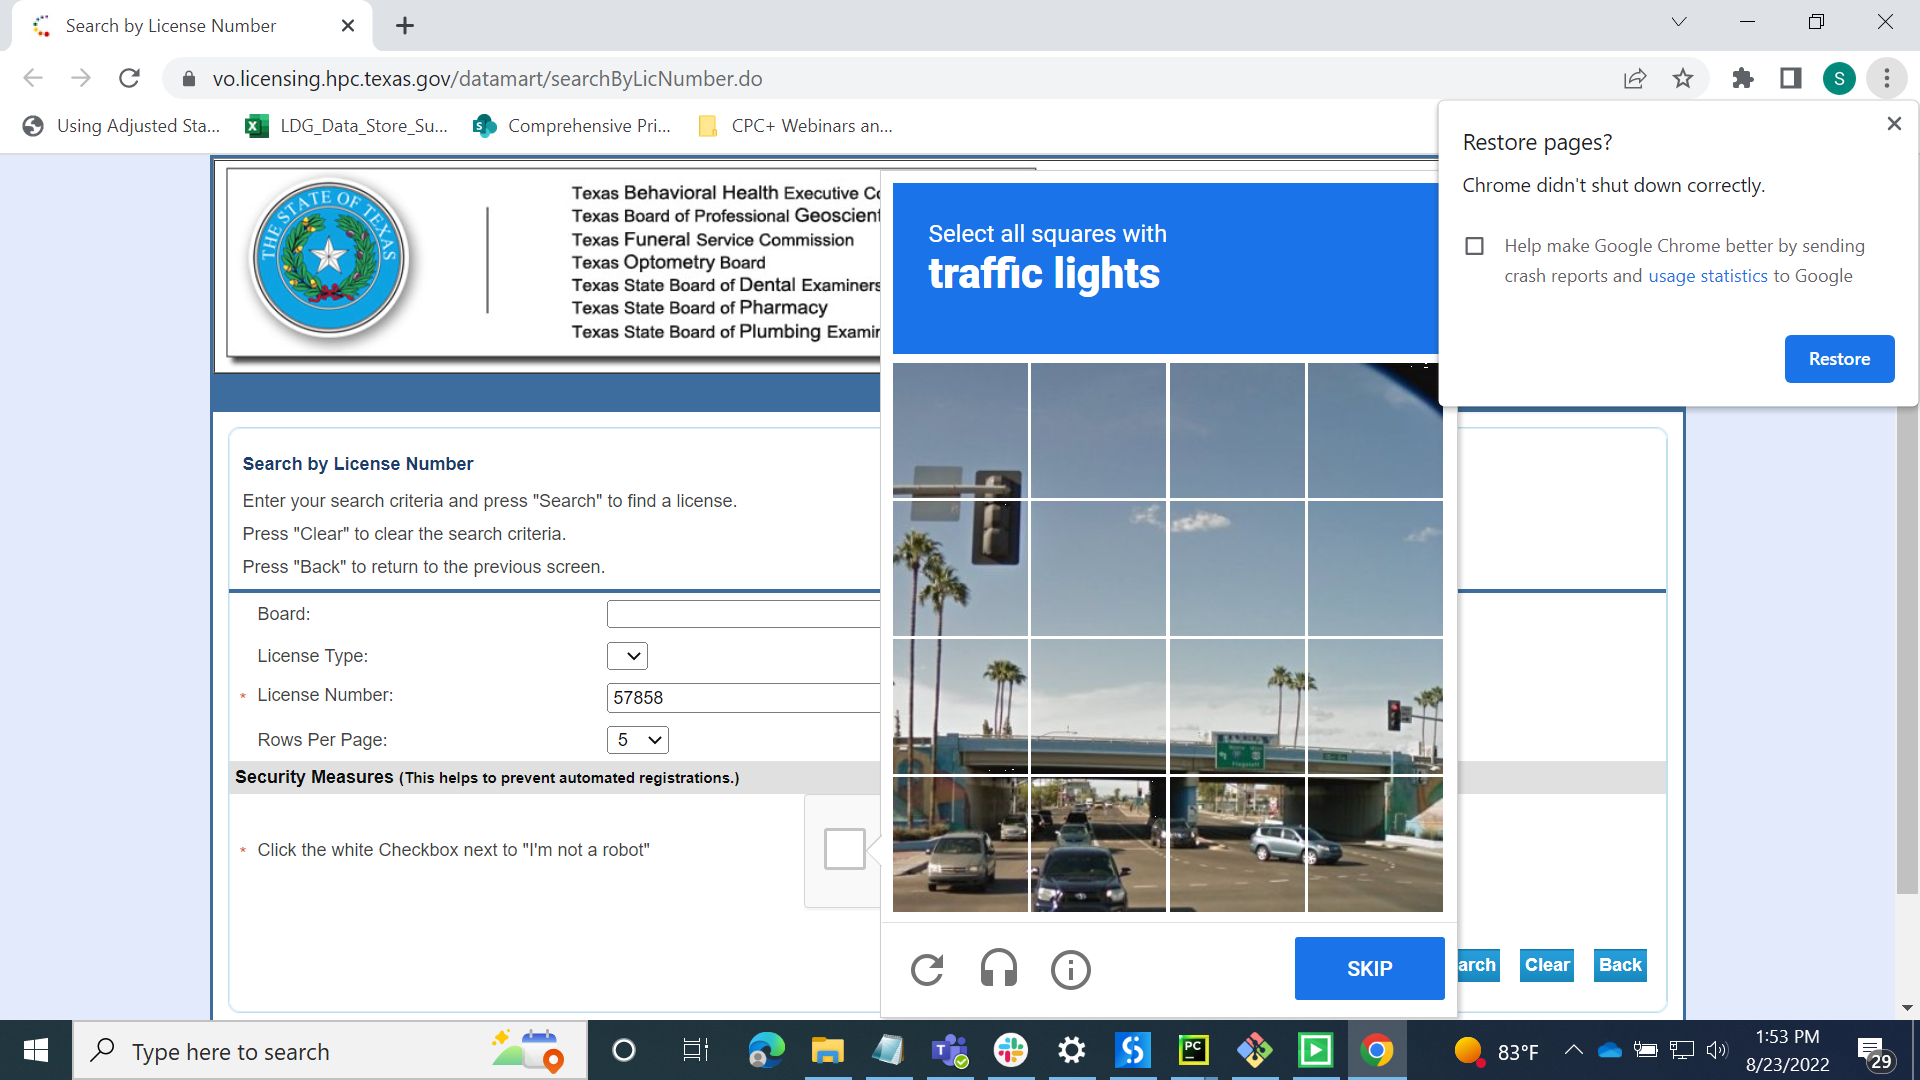 Search by License Number
vo.licensing.hpc.texas.gov/datamart/searchByLicNumber.do
S
Using Adjusted Sta...
LDG_Data_Store_Su...
Comprehensive Pri...
CPC+ Webinars an...
Restore pages?
Chrome didn't shut down correctly.
Help make Google Chrome better by sending
crash reports and usage statistics to Google
Restore
THE STATE OF TEXAS
Texas Behavioral Health Executive
Texas Board of Professional
Texas Funeral Service Commission
Texas Optometry Board
Texas State Board of Dental Examiners
Texas State Board of Pharmacy
Texas State Board of Plumbing
Select all squares with
traffic lights
Search by License Number
Enter your search criteria and press "Search" to find a license.
Press "Clear" to clear the search criteria.
Press "Back" to return to the previous screen.
Board:
License Type:
* License Number:
57858
Rows Per Page:
5
Security Measures (This helps to prevent automated registrations.)
* Click the white Checkbox next to "I'm not a robot"
SKIP
arch
Clear
Back
Type here to search
PC
83°F
1:53 PM
8/23/2022
29